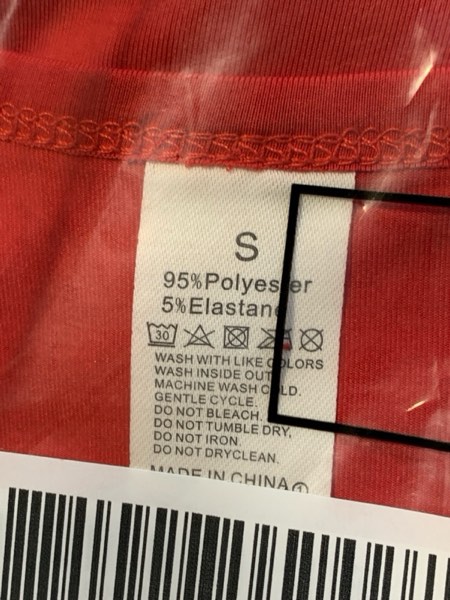 S
95%Polyester
5%Elastane
30
WASH WITH LIKE COLORS
WASH INSIDE OUT
MACHINE WASH COLD.
GENTLE CYCLE.
DO NOT BLEACH.
DO NOT TUMBLE DRY,
DO NOT IRON.
DO NOT DRYCLEAN.
MADE IN CHINA①